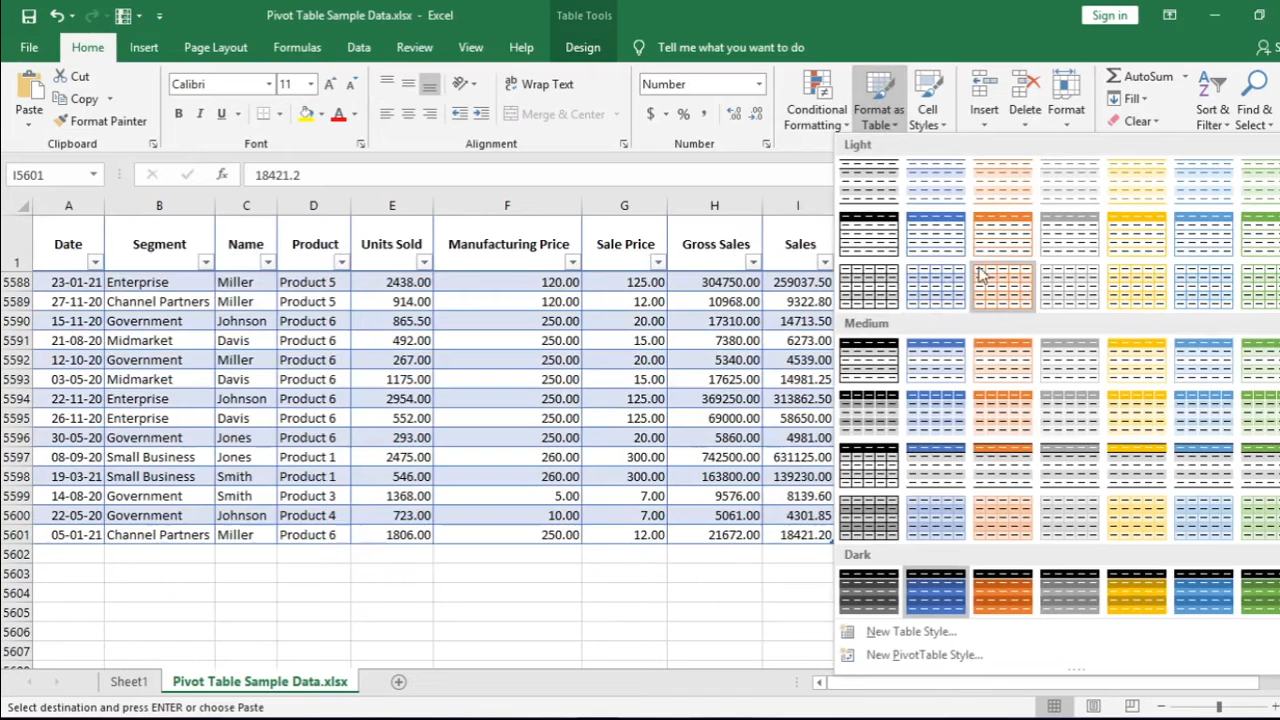 Pivot Table Sample Data.xlsx - Excel
Table Tools
Sign in
File Home Insert Page Layout Formulas Data Review View Help Design Tell me what you want to do
Paste
Cut
Copy
Format Painter
Clipboard
Calibri 11
B I U
Font
Wrap Text
Merge & Center
Alignment
Number
$ % ,
Number
Conditional Formatting
Format as Table
Cell Styles
Insert
Delete
Format
AutoSum
Fill
Clear
Sort & Filter
Find & Select
I5601 fx 18421.2
A B C D E F G H I
1 Date Segment Name Product Units Sold Manufacturing Price Sale Price Gross Sales Sales
5588 23-01-21 Enterprise Miller Product 5 2438.00 120.00 125.00 304750.00 259037.50
5589 27-11-20 Channel Partners Miller Product 5 914.00 120.00 12.00 10968.00 9322.80
5590 15-11-20 Government Johnson Product 6 865.50 250.00 20.00 17310.00 14713.50
5591 21-08-20 Midmarket Davis Product 6 492.00 250.00 15.00 7380.00 6273.00
5592 12-10-20 Government Miller Product 6 267.00 250.00 20.00 5340.00 4539.00
5593 03-05-20 Midmarket Davis Product 6 1175.00 250.00 15.00 17625.00 14981.25
5594 22-11-20 Enterprise Johnson Product 6 2954.00 250.00 125.00 369250.00 313862.50
5595 26-11-20 Enterprise Davis Product 6 552.00 250.00 125.00 69000.00 58650.00
5596 30-05-20 Government Jones Product 6 293.00 250.00 20.00 5860.00 4981.00
5597 08-09-20 Small Business Jones Product 1 2475.00 260.00 300.00 742500.00 631125.00
5598 19-03-21 Small Business Smith Product 1 546.00 260.00 300.00 163800.00 139230.00
5599 14-08-20 Government Smith Product 3 1368.00 5.00 7.00 9576.00 8139.60
5600 22-05-20 Government Johnson Product 4 723.00 10.00 7.00 5061.00 4301.85
5601 05-01-21 Channel Partners Miller Product 6 1806.00 250.00 12.00 21672.00 18421.20
5602
5603
5604
5605
5606
5607
Light
Medium
Dark
New Table Style...
New PivotTable Style...
Sheet1 Pivot Table Sample Data.xlsx
Select destination and press ENTER or choose Paste